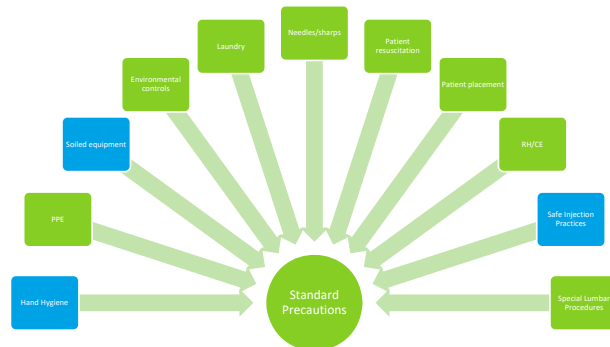 Needles/sharps
Laundry
Patient
resuscitation
Environmental
controls
Patient placement
Soiled equipment
RH/CE
PPE
Safe Injection
Practices
Hand Hygiene
Special Lumbar
Procedures
Standard
Precautions